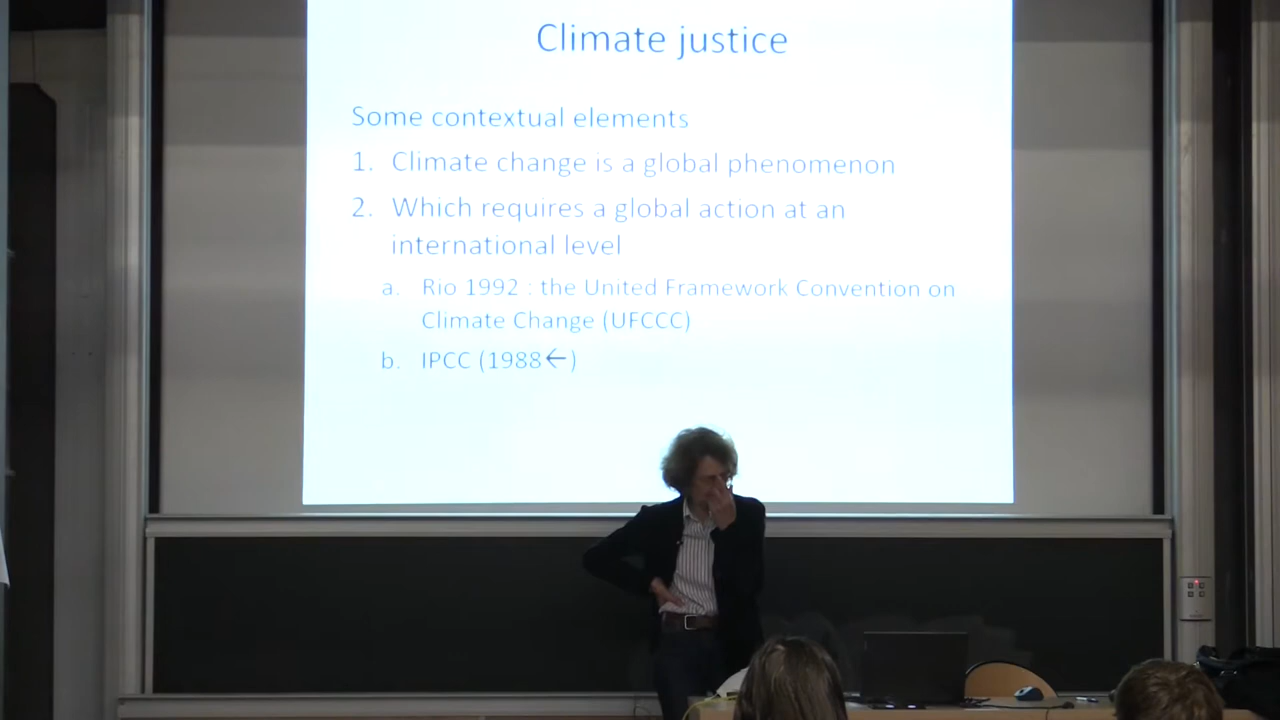 Climate justice
Some contextual elements
1. Climate change is a global phenomenon
2. Which requires a global action at an
international level
a. Rio 1992 : the United Framework Convention on
Climate Change (UFCCC)
b. IPCC (1988←)